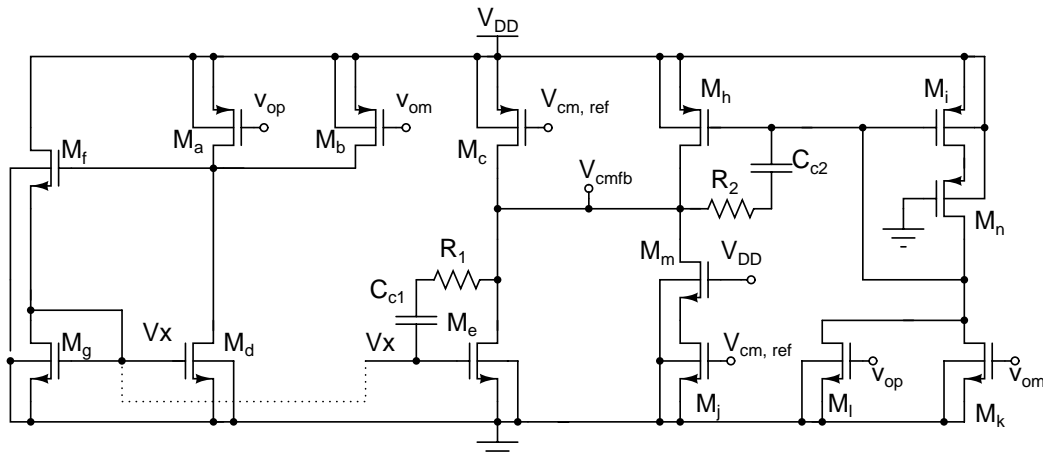 V_DD
v_op
v_om
V_cm, ref
M_h
M_i
M_f
M_a
M_b
M_c
C_c2
V_cmfb
R_2
M_n
R_1
M_m
V_DD
C_c1
M_g
Vx
M_d
Vx
M_e
V_cm, ref
v_op
v_om
M_j
M_l
M_k